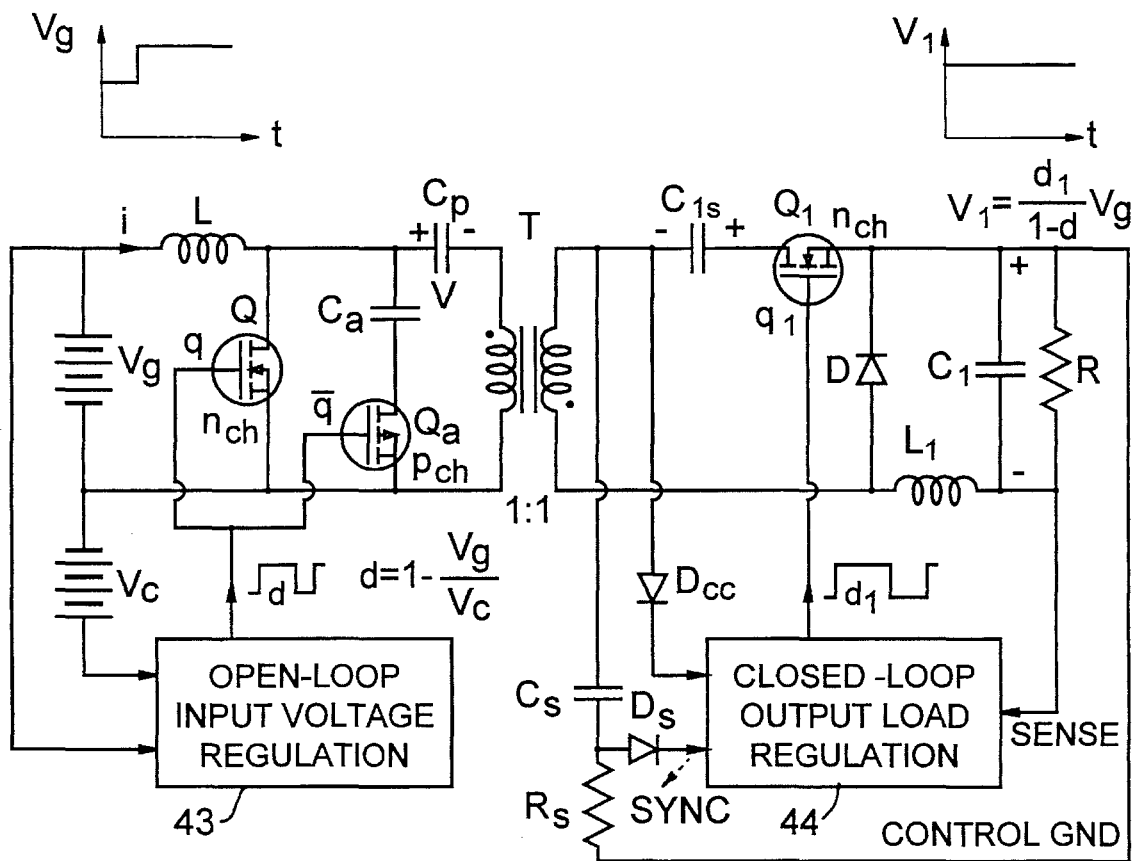 Vg
t
V1
t
i
L
Cp
+ -
V
T
C1s
- +
Q1
nch
V1 = d1/(1-d) Vg
q1
Q
q
nch
Ca
q̅
Qa
pch
Vg
D
C1
+
-
R
L1
1:1
Vc
d
d=1- Vg/Vc
Dcc
d1
OPEN-LOOP
INPUT VOLTAGE
REGULATION
43
Cs
Ds
Rs
SYNC
CLOSED -LOOP
OUTPUT LOAD
REGULATION
44
SENSE
CONTROL GND